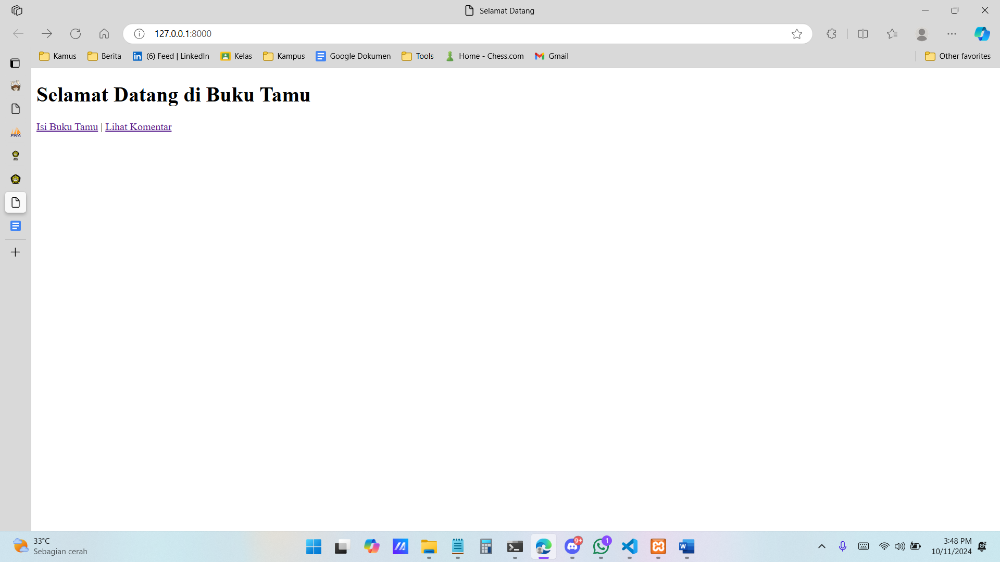 Selamat Datang
127.0.0.1:8000
Kamus Berita (6) Feed | LinkedIn Kelas Kampus Google Dokumen Tools Home - Chess.com Gmail Other favorites
Selamat Datang di Buku Tamu
Isi Buku Tamu | Lihat Komentar
PMA
33°C
Sebagian cerah
9+
1
3:48 PM
10/11/2024